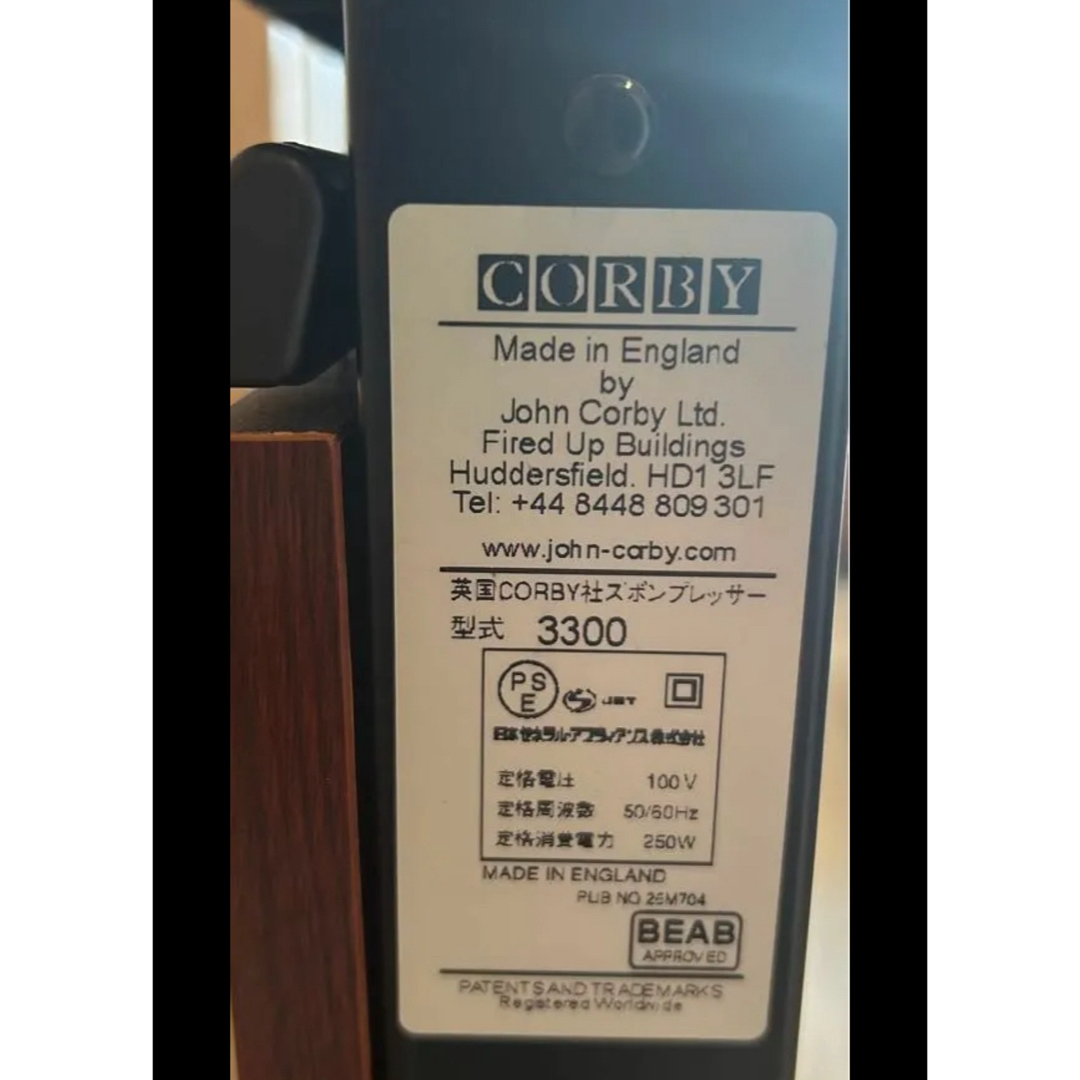 CORBY
Made in England
by
John Corby Ltd.
Fired Up Buildings
Huddersfield. HD1 3LF
Tel: +44 8448 809 301
www.john-corby.com
英国CORBY社ズボンプレッサー
型式 3300
PS
E
JET
日本ゼネラル・アプライアンス株式会社
定格電圧 100V
定格周波数 50/60Hz
定格消費電力 250W
MADE IN ENGLAND
PUB NO 26M704
BEAB
APPROVED
PATENTS AND TRADEMARKS
Registered Worldwide